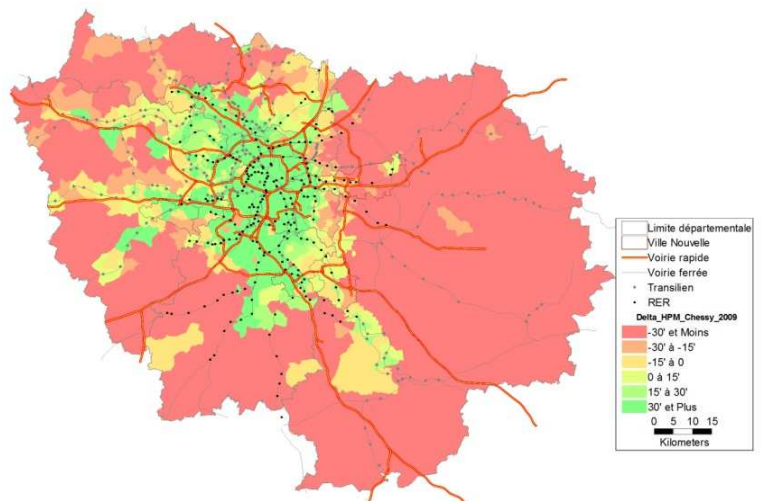 Limite départementale
Ville Nouvelle
Voirie rapide
Voirie ferrée
Transilien
RER
Delta_HPM_Chessy_2009
-30' et Moins
-30' à -15'
-15' à 0
0 à 15'
15' à 30'
30' et Plus
0 5 10 15
Kilometers